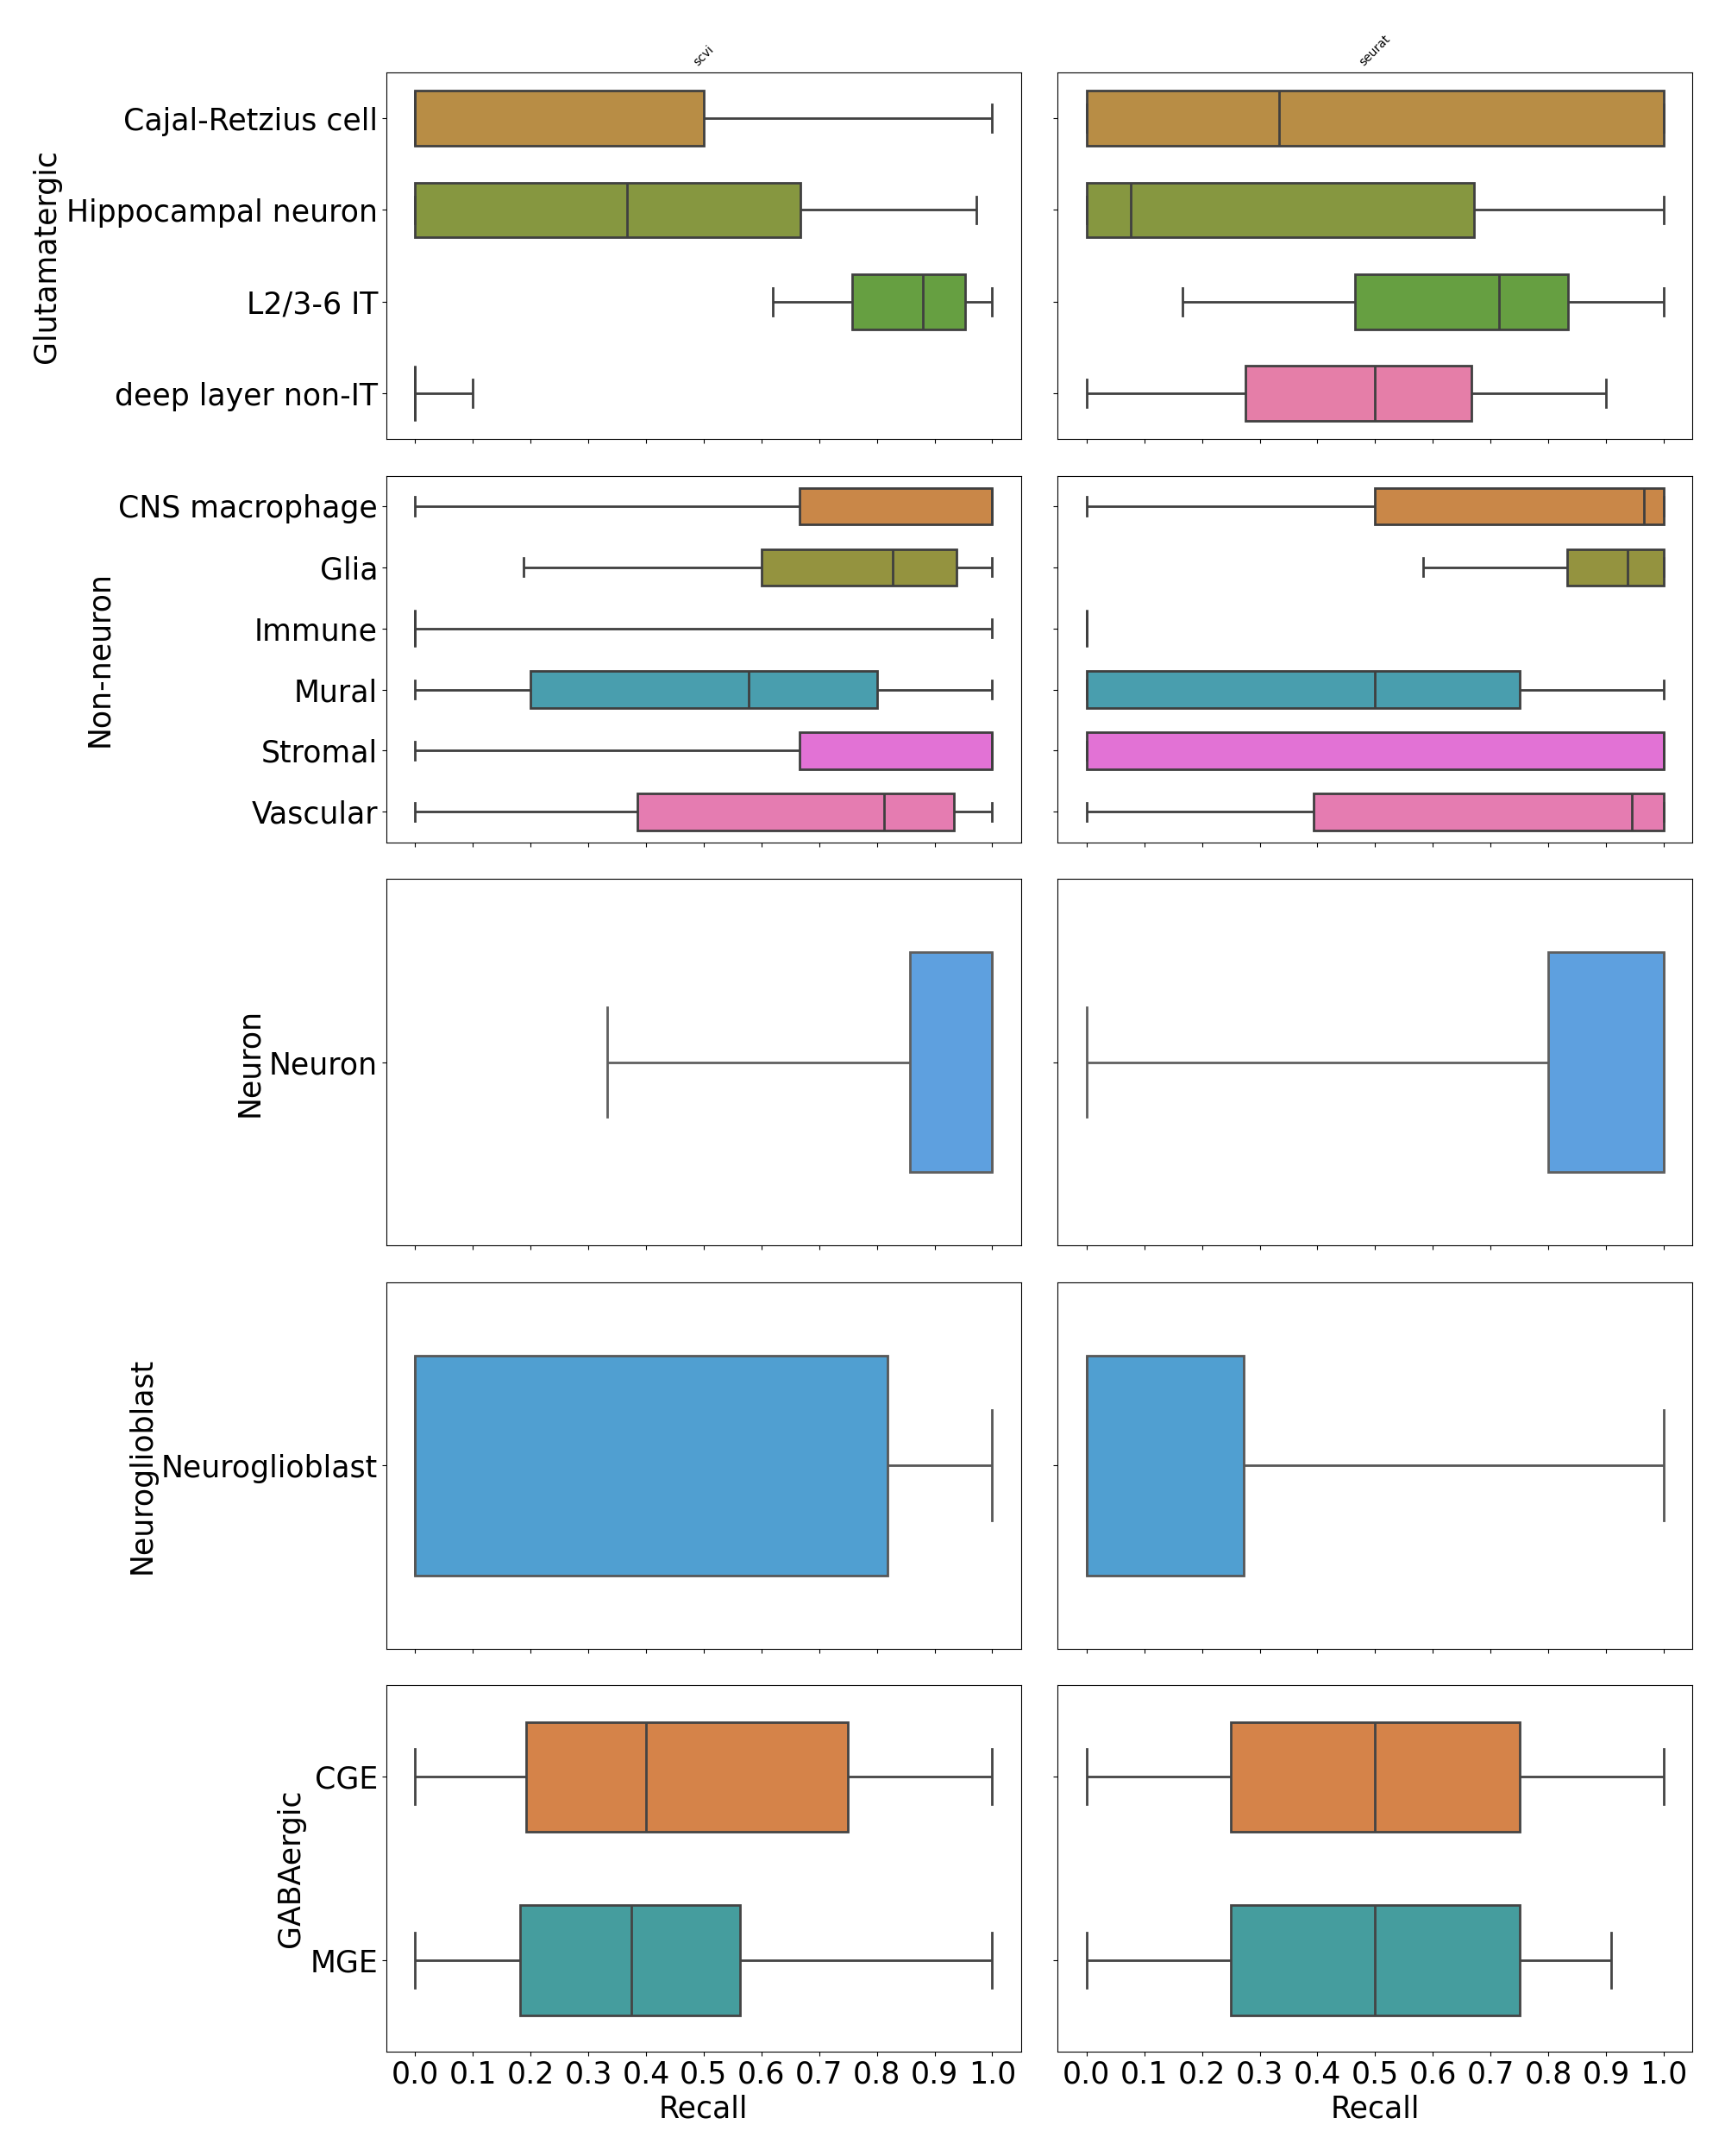 scvi
seurat
Glutamatergic
Cajal-Retzius cell
Hippocampal neuron
L2/3-6 IT
deep layer non-IT
Non-neuron
CNS macrophage
Glia
Immune
Mural
Stromal
Vascular
Neuron
Neuron
Neuroglioblast
Neuroglioblast
GABAergic
CGE
MGE
0.0 0.1 0.2 0.3 0.4 0.5 0.6 0.7 0.8 0.9 1.0
0.0 0.1 0.2 0.3 0.4 0.5 0.6 0.7 0.8 0.9 1.0
Recall
Recall